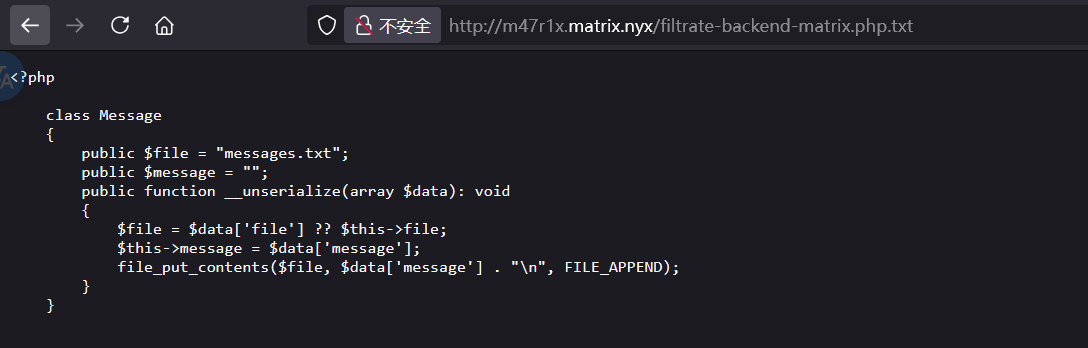 不安全 http://m47r1x.matrix.nyx/filtrate-backend-matrix.php.txt
<?php
class Message
{
public $file = "messages.txt";
public $message = "";
public function __unserialize(array $data): void
{
$file = $data['file'] ?? $this->file;
$this->message = $data['message'];
file_put_contents($file, $data['message'] . "\n", FILE_APPEND);
}
}